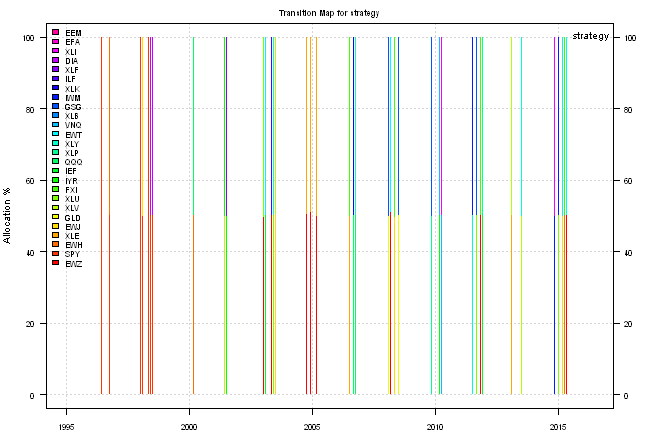 Transition Map for strategy
strategy
Allocation %
100
80
60
40
20
0
EEM
EFA
XLI
DIA
XLF
ILF
XLK
IWM
GSG
XLB
VNQ
EWT
XLY
XLP
QQQ
IEF
IYR
FXI
XLU
XLV
GLD
EWJ
XLE
EWH
SPY
EWZ
100
80
60
40
20
0
1995
2000
2005
2010
2015